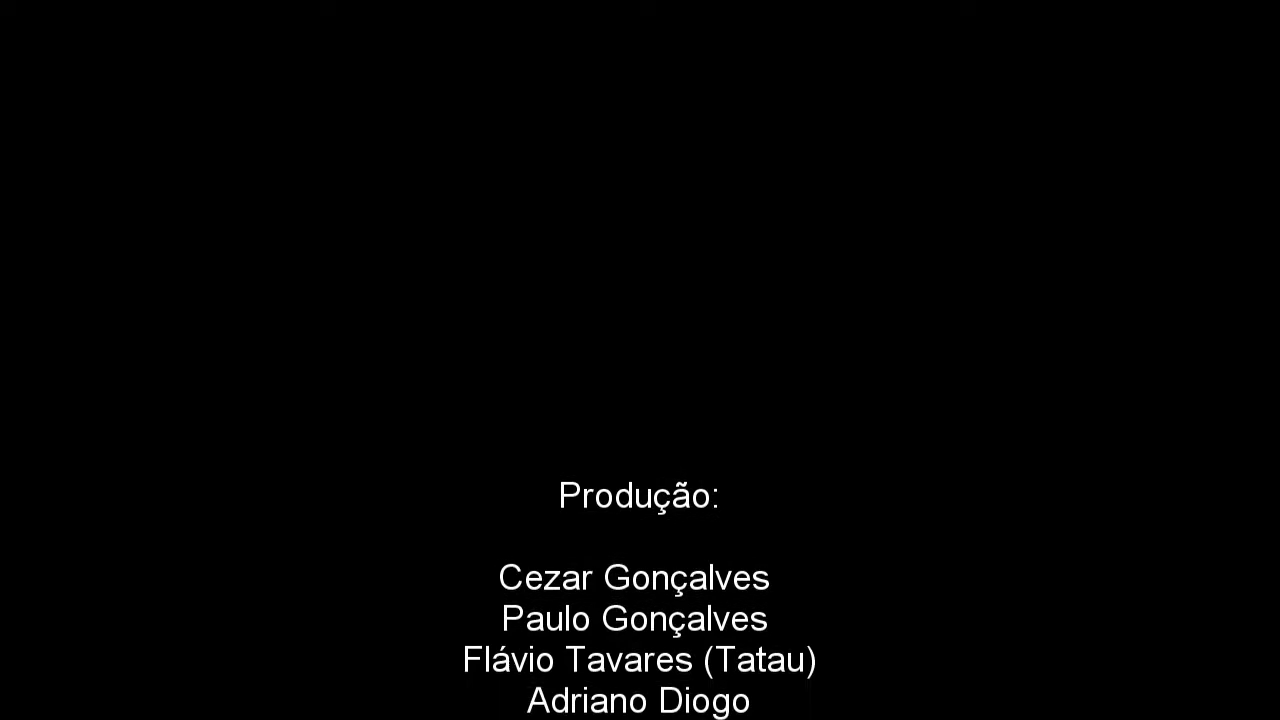 Produção:
Cezar Gonçalves
Paulo Gonçalves
Flávio Tavares (Tatau)
Adriano Diogo